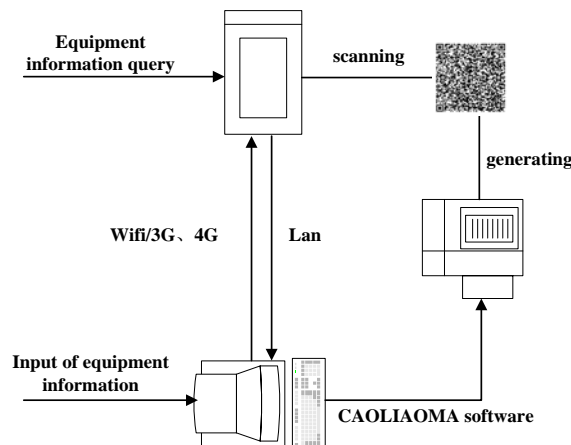 Equipment
information query
scanning
generating
Wifi/3G、4G
Lan
Input of equipment
information
CAOLIAOMA software